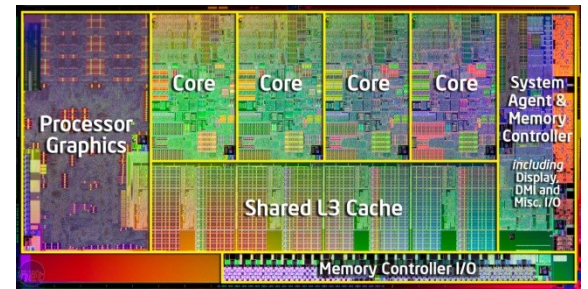 Processor
Graphics
Core
Core
Core
Core
System
Agent &
Memory
Controller
including
Display,
DMI and
Misc. I/O
Shared L3 Cache
Memory Controller I/O